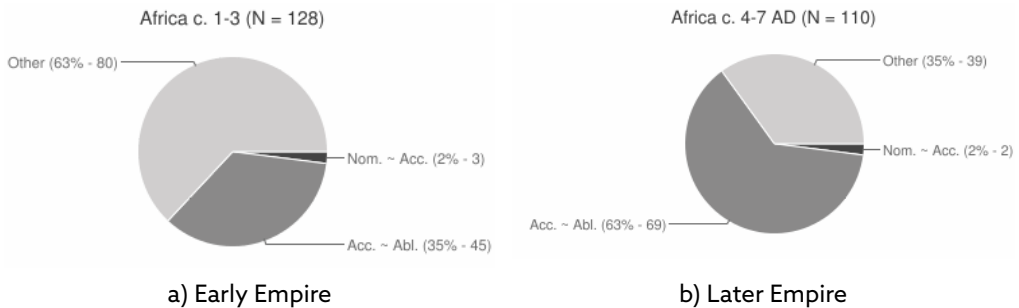 Africa c. 1-3 (N = 128)
Other (63% - 80)
Nom. ~ Acc. (2% - 3)
Acc. ~ Abl. (35% - 45)
a) Early Empire
Africa c. 4-7 AD (N = 110)
Other (35% - 39)
Nom. ~ Acc. (2% - 2)
Acc. ~ Abl. (63% - 69)
b) Later Empire